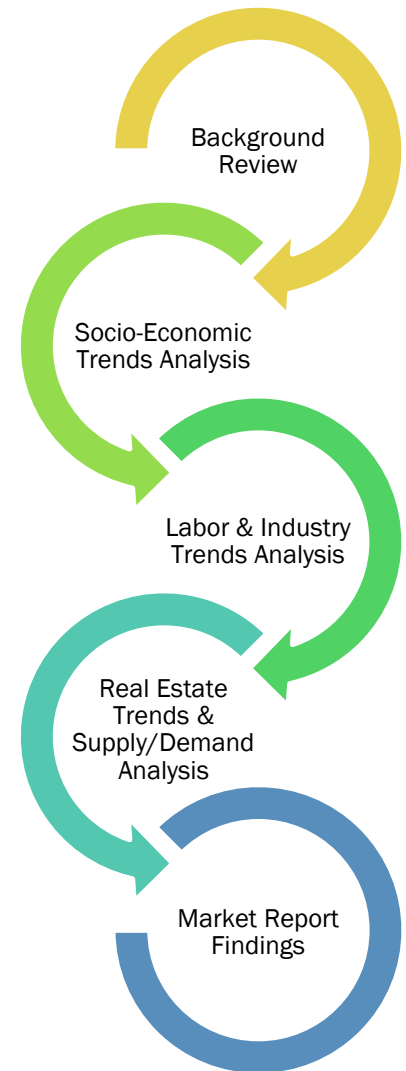 Background
Review
Socio-Economic
Trends Analysis
Labor & Industry
Trends Analysis
Real Estate
Trends &
Supply/Demand
Analysis
Market Report
Findings